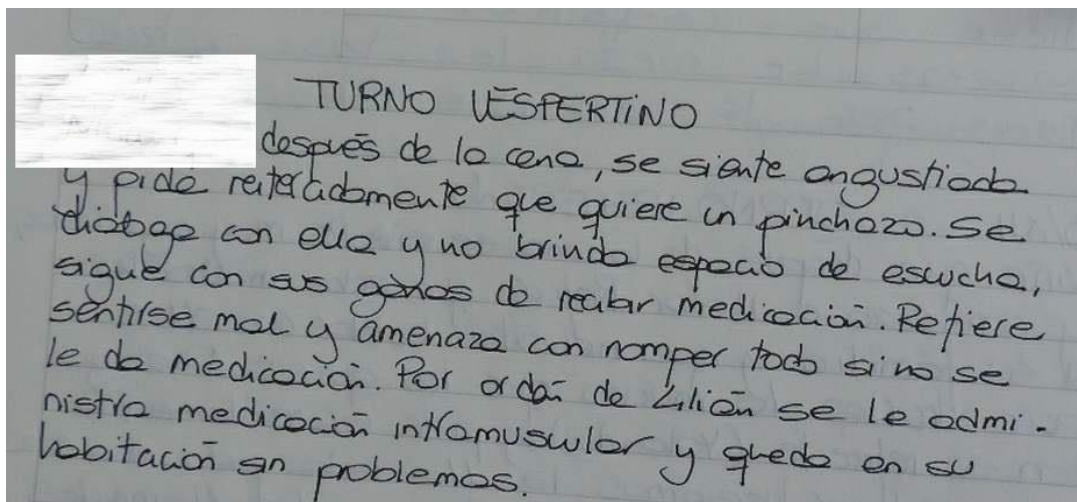 TURNO VESPERTINO
después de la cena, se siente angustiada
y pide reiteradamente que quiere un pinchazo. Se
diáloga con ella y no brinda espacio de escucha,
sigue con sus ganas de recibir medicación. Refiere
sentirse mal y amenaza con romper todo si no se
le da medicación. Por orden de Lilión se le admi-
nistra medicación intramuscular y queda en su
habitación sin problemas.